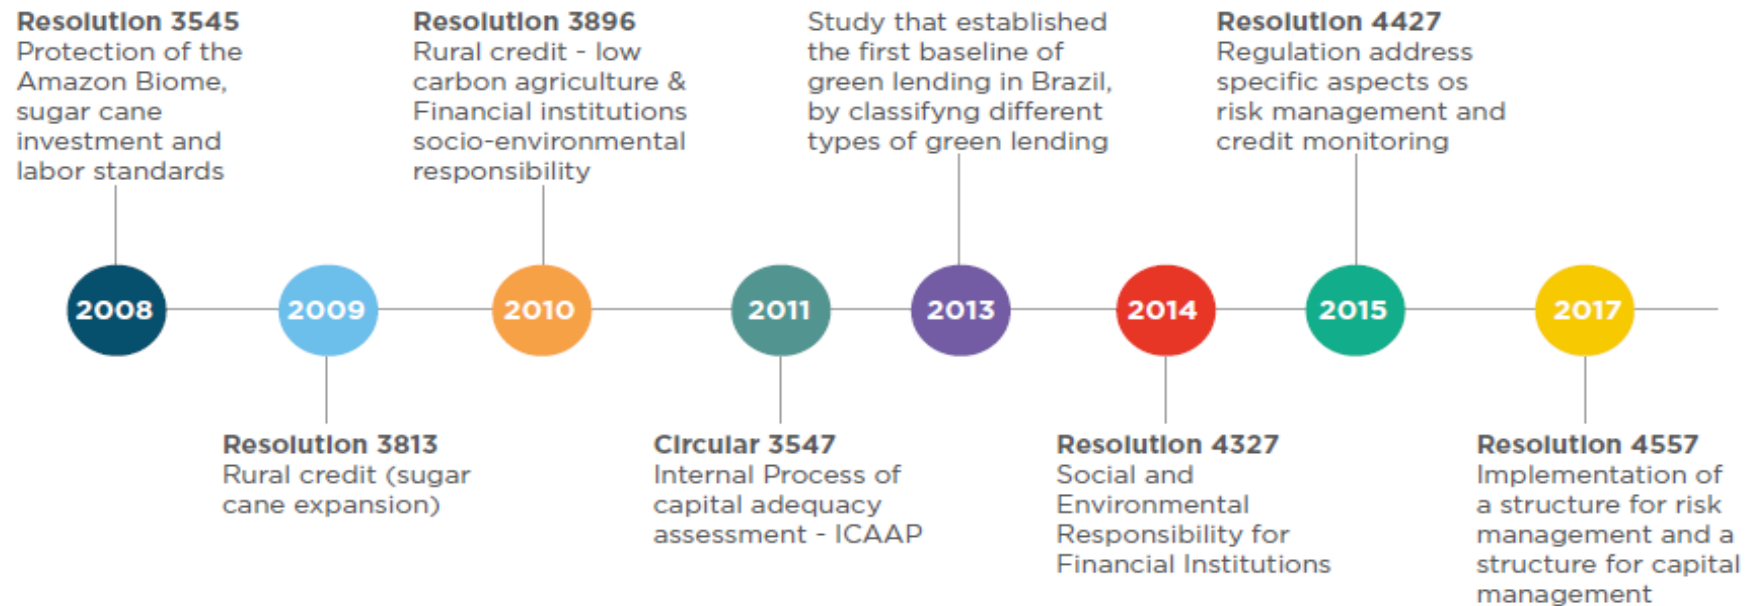 Resolution 3545
Protection of the
Amazon Biome,
sugar cane
investment and
labor standards
Resolution 3896
Rural credit - low
carbon agriculture &
Financial institutions
socio-environmental
responsibility
Study that established
the first baseline of
green lending in Brazil,
by classifyng different
types of green lending
Resolution 4427
Regulation address
specific aspects os
risk management and
credit monitoring
2008
2009
2010
2011
2013
2014
2015
2017
Resolution 3813
Rural credit (sugar
cane expansion)
Circular 3547
Internal Process of
capital adequacy
assessment - ICAAP
Resolution 4327
Social and
Environmental
Responsibility for
Financial Institutions
Resolution 4557
Implementation of
a structure for risk
management and a
structure for capital
management